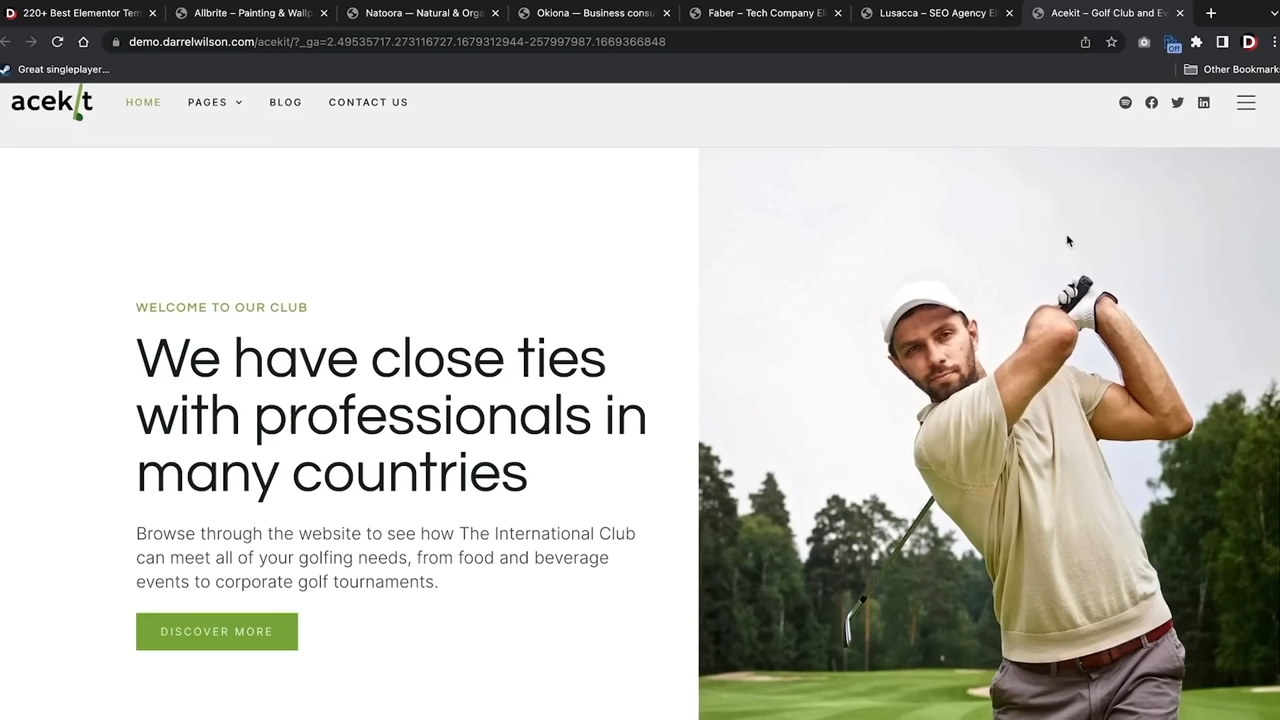 220+ Best Elementor Tem
Allbrite – Painting & Wallp
Natoora – Natural & Orga
Okiona — Business consu
Faber – Tech Company El
Lusacca – SEO Agency El
Acekit – Golf Club and Ev
demo.darrelwilson.com/acekit/?_ga=2.49535717.273116727.1679312944-257997987.1669366848
Off
D
Great singleplayer...
Other Bookmark
acekit
HOME
PAGES
BLOG
CONTACT US
WELCOME TO OUR CLUB
We have close ties
with professionals in
many countries
Browse through the website to see how The International Club
can meet all of your golfing needs, from food and beverage
events to corporate golf tournaments.
DISCOVER MORE